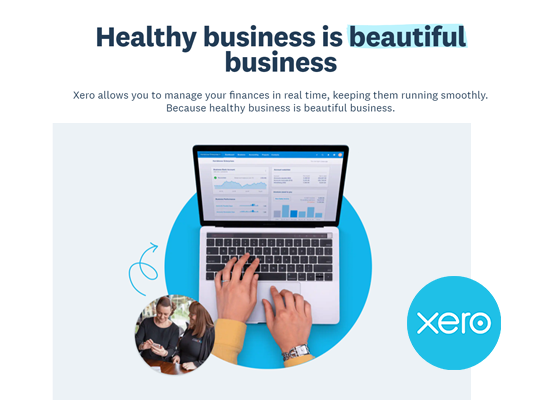 Healthy business is beautiful
business
Xero allows you to manage your finances in real time, keeping them running smoothly.
Because healthy business is beautiful business.
xero